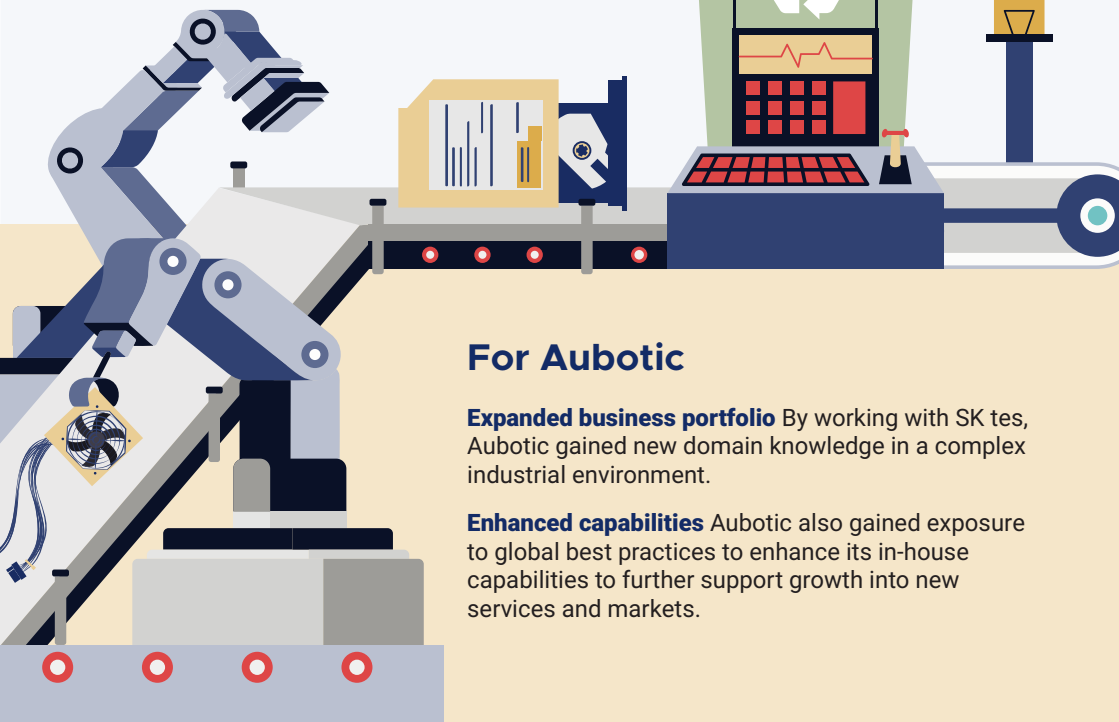 For Aubotic
Expanded business portfolio By working with SK tes,
Aubotic gained new domain knowledge in a complex
industrial environment.
Enhanced capabilities Aubotic also gained exposure
to global best practices to enhance its in-house
capabilities to further support growth into new
services and markets.